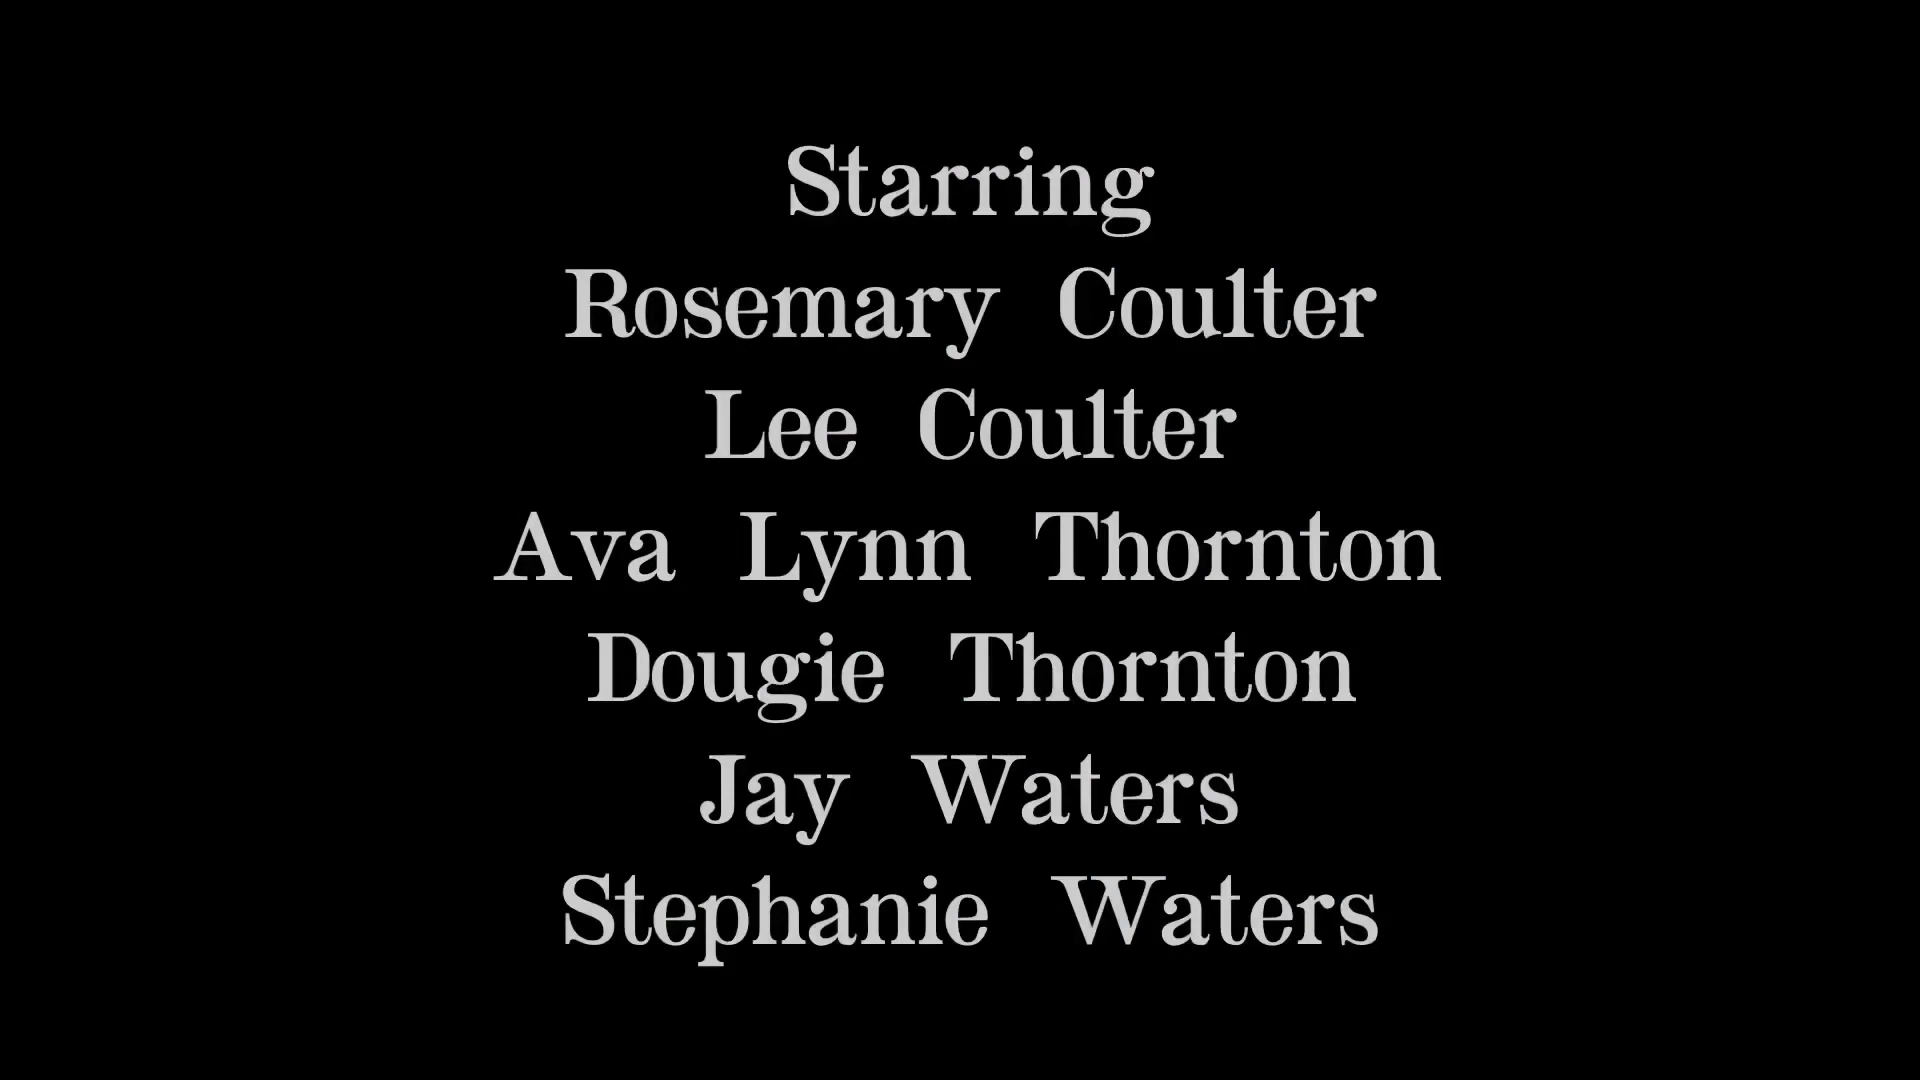 Starring
Rosemary Coulter
Lee Coulter
Ava Lynn Thornton
Dougie Thornton
Jay Waters
Stephanie Waters